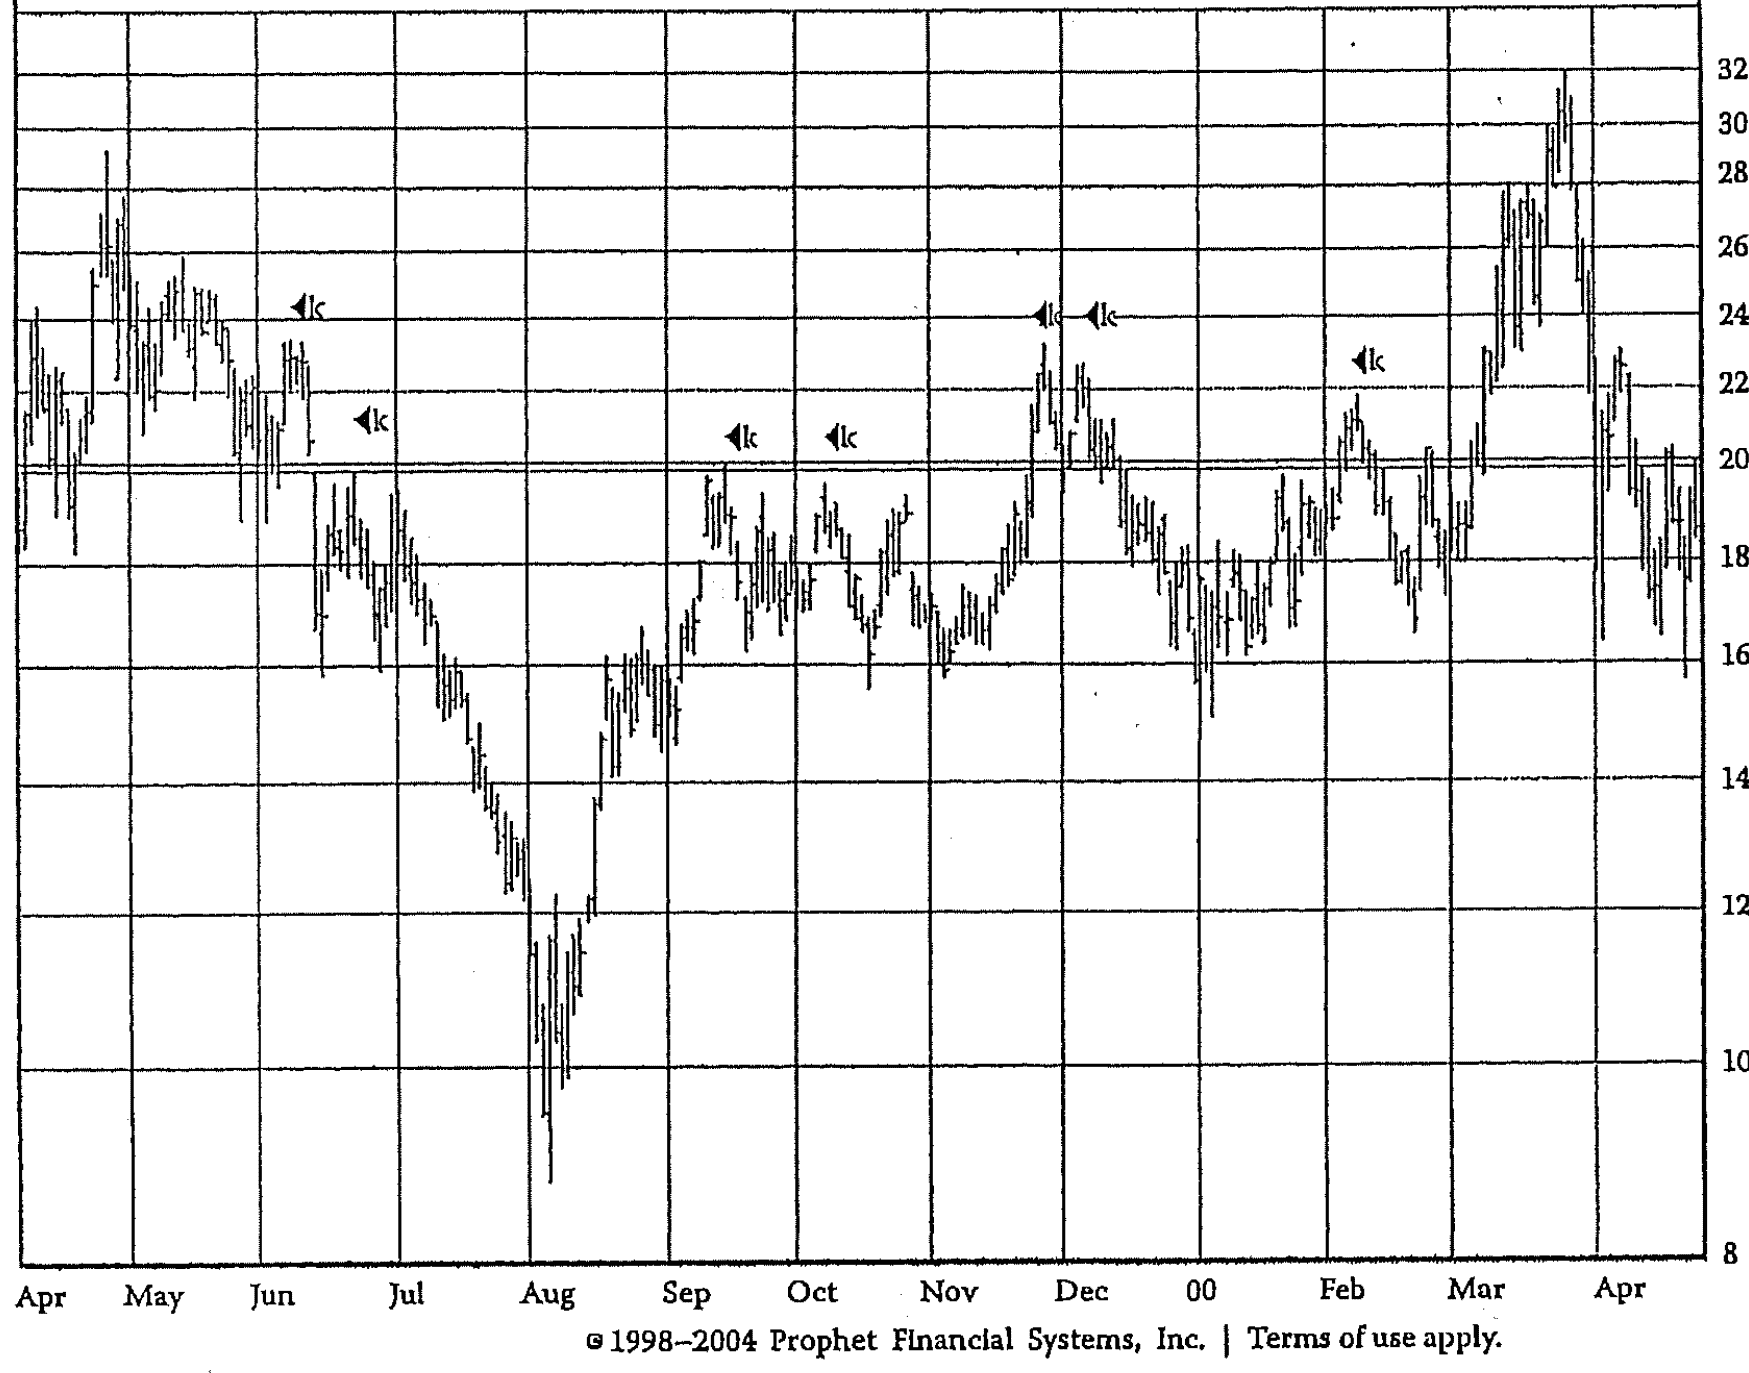 32
30
28
26
◄k
◄k
◄k
24
◄k
22
◄k
◄k
◄k
20
18
16
14
12
10
8
Apr May Jun Jul Aug Sep Oct Nov Dec 00 Feb Mar Apr
© 1998–2004 Prophet Financial Systems, Inc. | Terms of use apply.